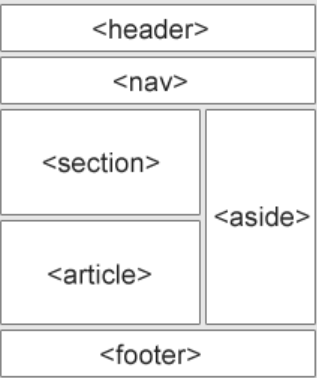 <header>
<nav>
<section>
<aside>
<article>
<footer>